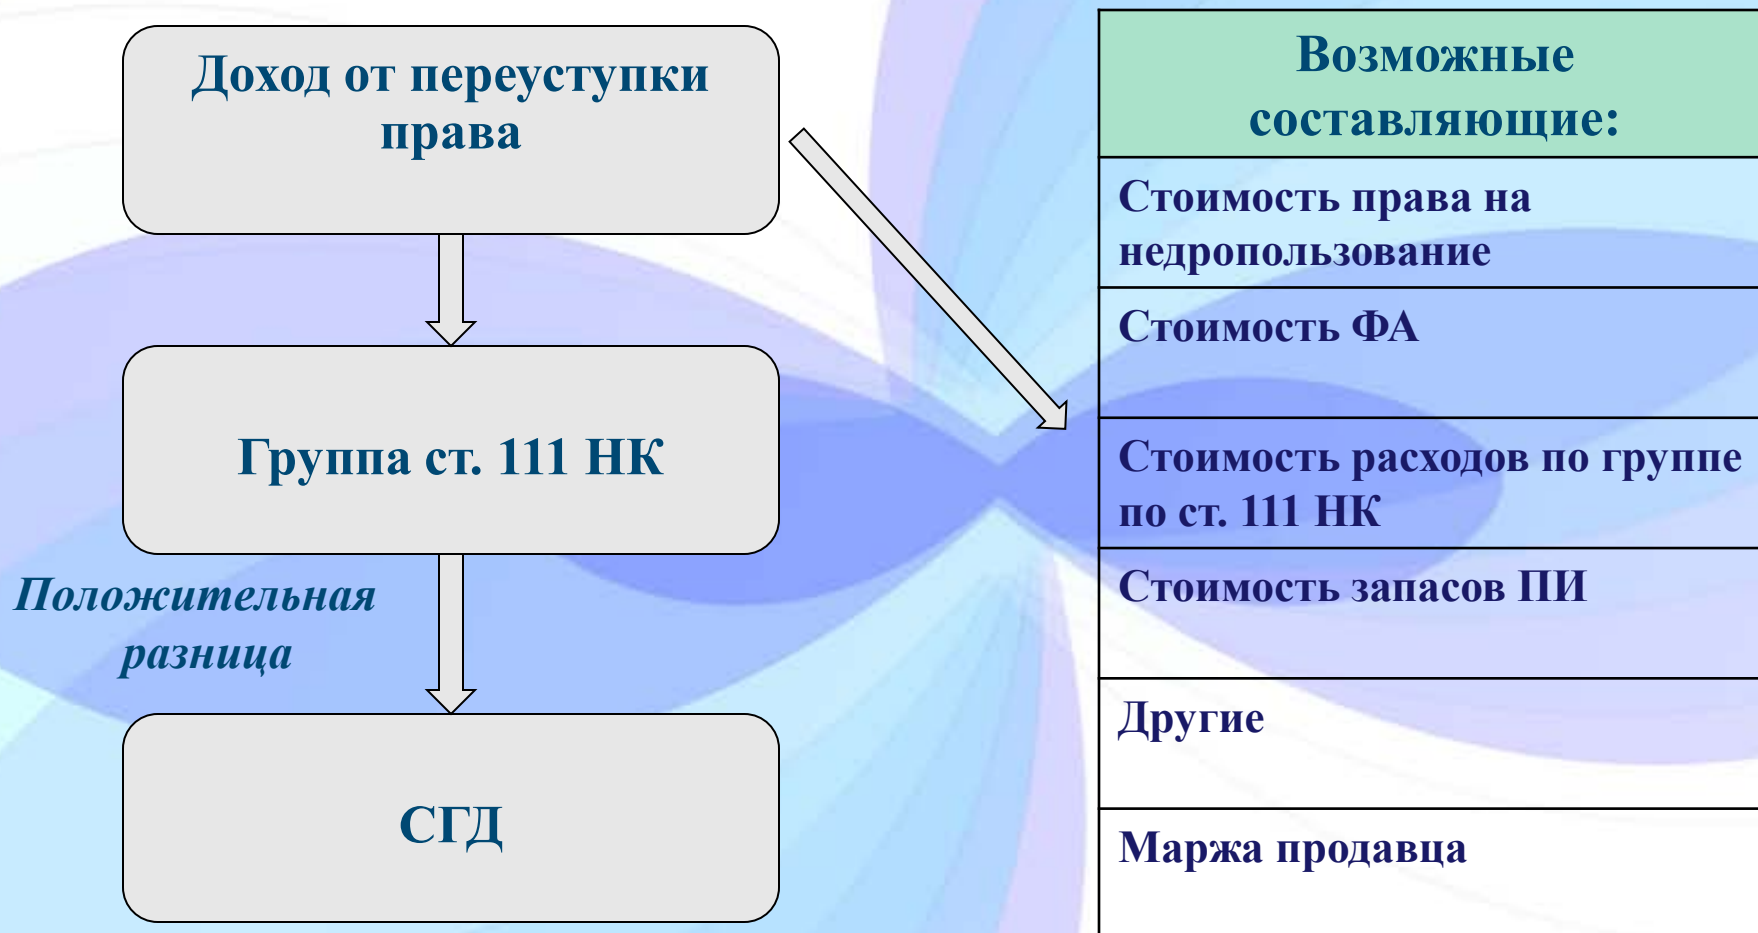 Доход от переуступки
права
Группа ст. 111 НК
Положительная
разница
СГД
Возможные
составляющие:
Стоимость права на
недропользование
Стоимость ФА
Стоимость расходов по группе
по ст. 111 НК
Стоимость запасов ПИ
Другие
Маржа продавца